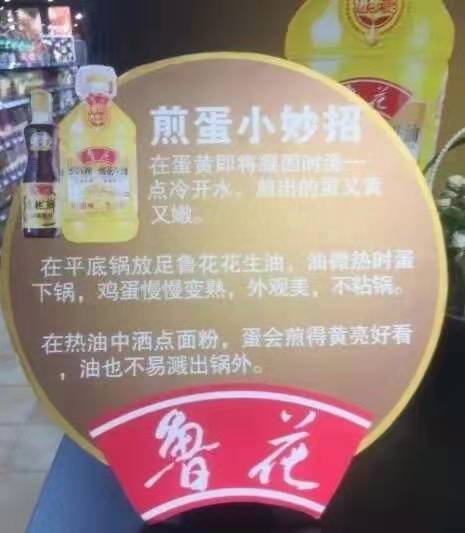 煎蛋小妙招
在蛋黄即将凝固时浇一
点冷开水。煎出的蛋又黄
又嫩。
在平底锅放足鲁花花生油，油微热时蛋
下锅，鸡蛋慢慢变熟，外观美，不粘锅。
在热油中洒点面粉，蛋会煎得黄亮好看
，油也不易溅出锅外。
鲁花
鲁花